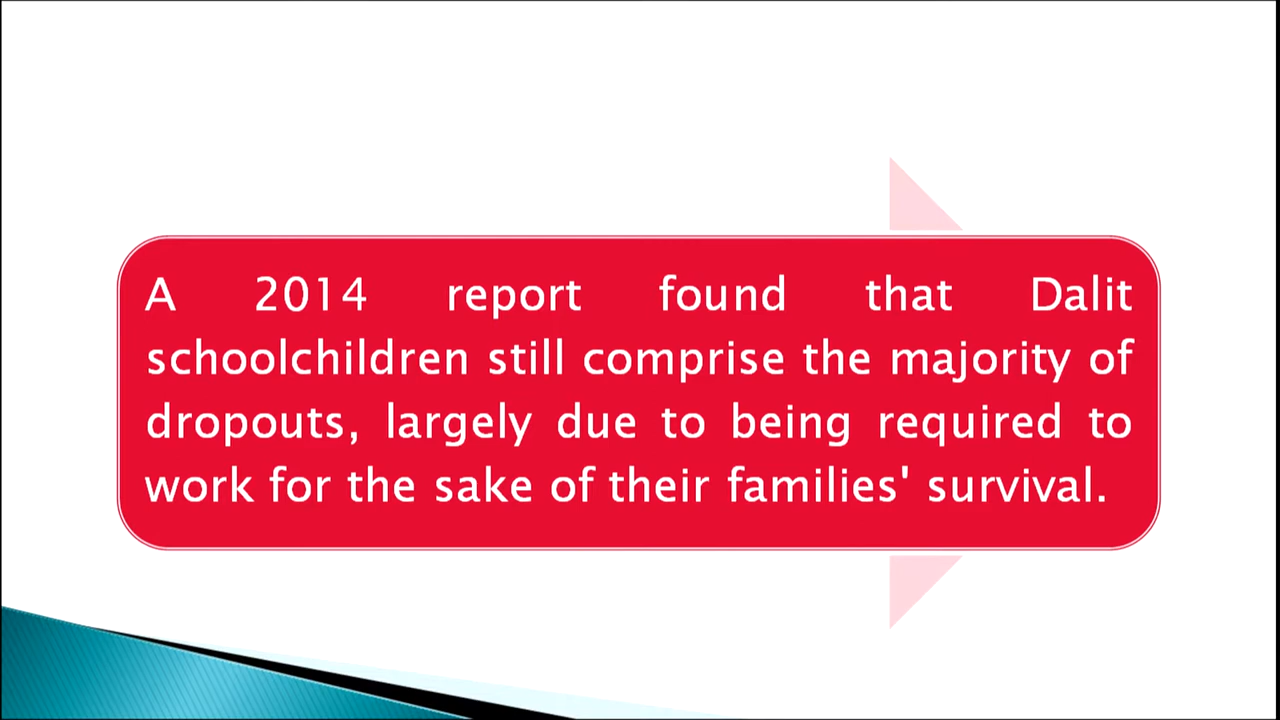 A 2014 report found that Dalit
schoolchildren still comprise the majority of
dropouts, largely due to being required to
work for the sake of their families' survival.